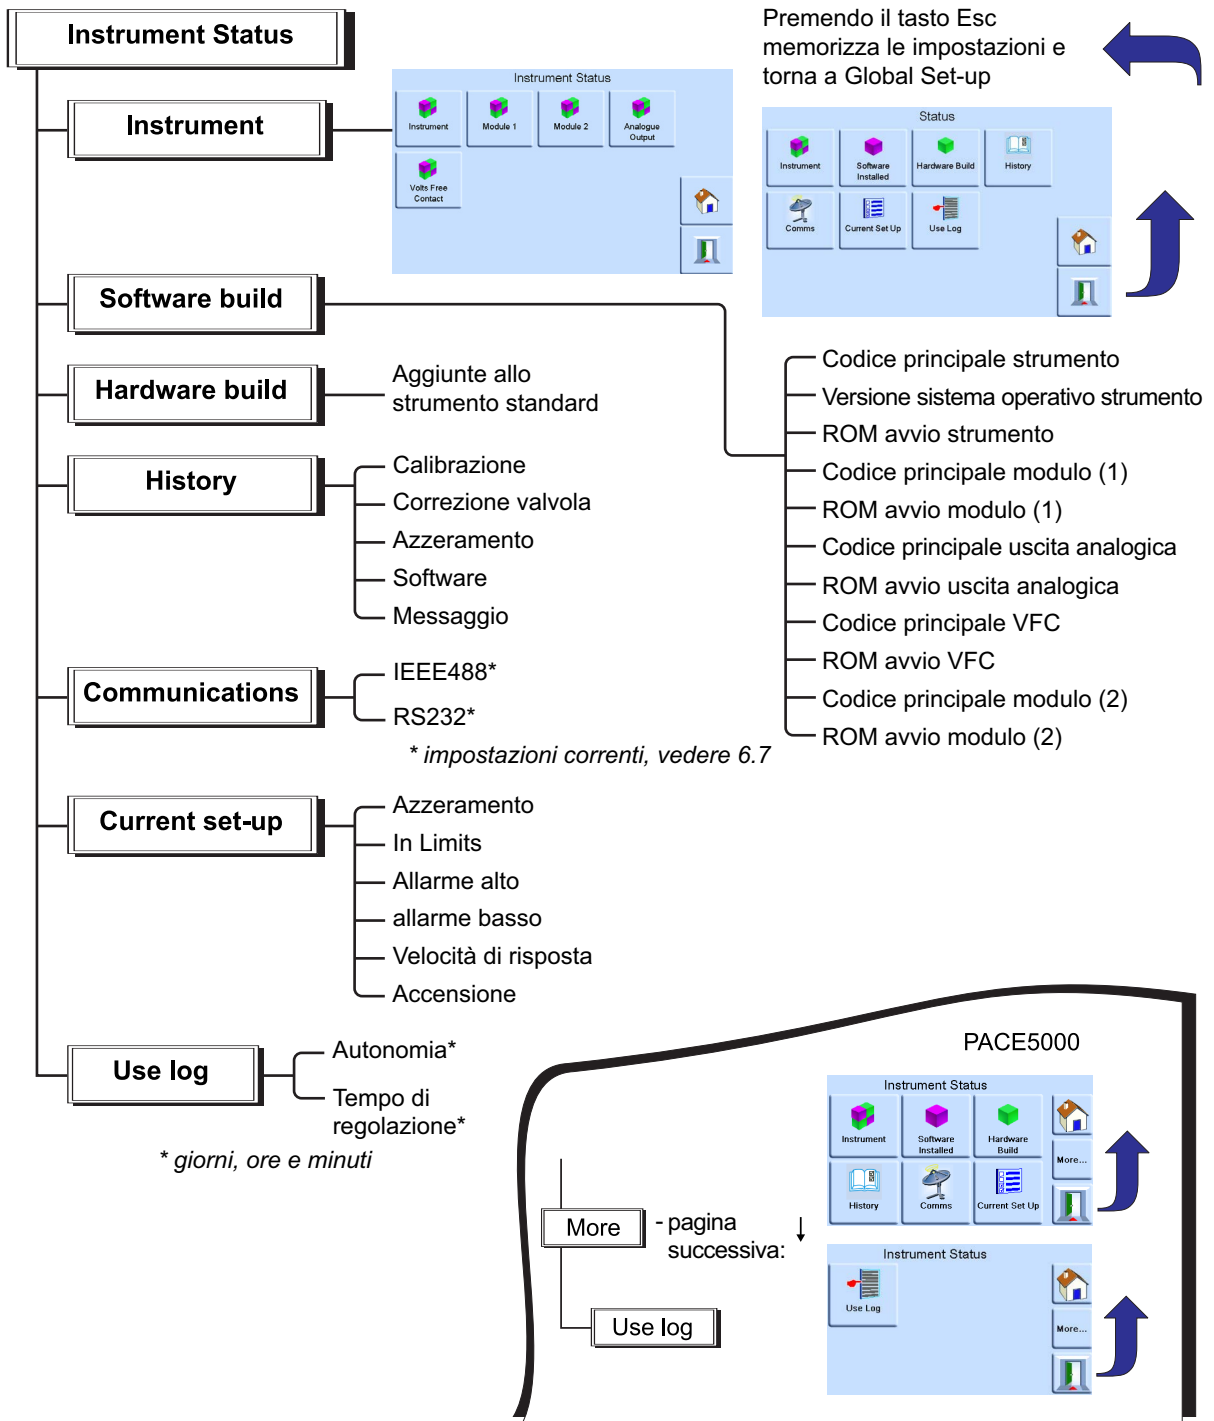 Instrument Status
Premendo il tasto Esc
memorizza le impostazioni e
torna a Global Set-up
Instrument
Instrument Status
Instrument
Module 1
Module 2
Analogue
Output
Volts Free
Contact
Status
Instrument
Software
Installed
Hardware Build
History
Comms
Current Set Up
Use Log
Software build
Codice principale strumento
Versione sistema operativo strumento
ROM avvio strumento
Codice principale modulo (1)
ROM avvio modulo (1)
Codice principale uscita analogica
ROM avvio uscita analogica
Codice principale VFC
ROM avvio VFC
Codice principale modulo (2)
ROM avvio modulo (2)
Hardware build
Aggiunte allo
strumento standard
History
Calibrazione
Correzione valvola
Azzeramento
Software
Messaggio
Communications
IEEE488*
RS232*
* impostazioni correnti, vedere 6.7
Current set-up
Azzeramento
In Limits
Allarme alto
allarme basso
Velocità di risposta
Accensione
Use log
Autonomia*
Tempo di
regolazione*
* giorni, ore e minuti
PACE5000
Instrument Status
Instrument
Software
Installed
Hardware
Build
More...
History
Comms
Current Set Up
More
- pagina
successiva:
Use log
Instrument Status
Use Log
More...